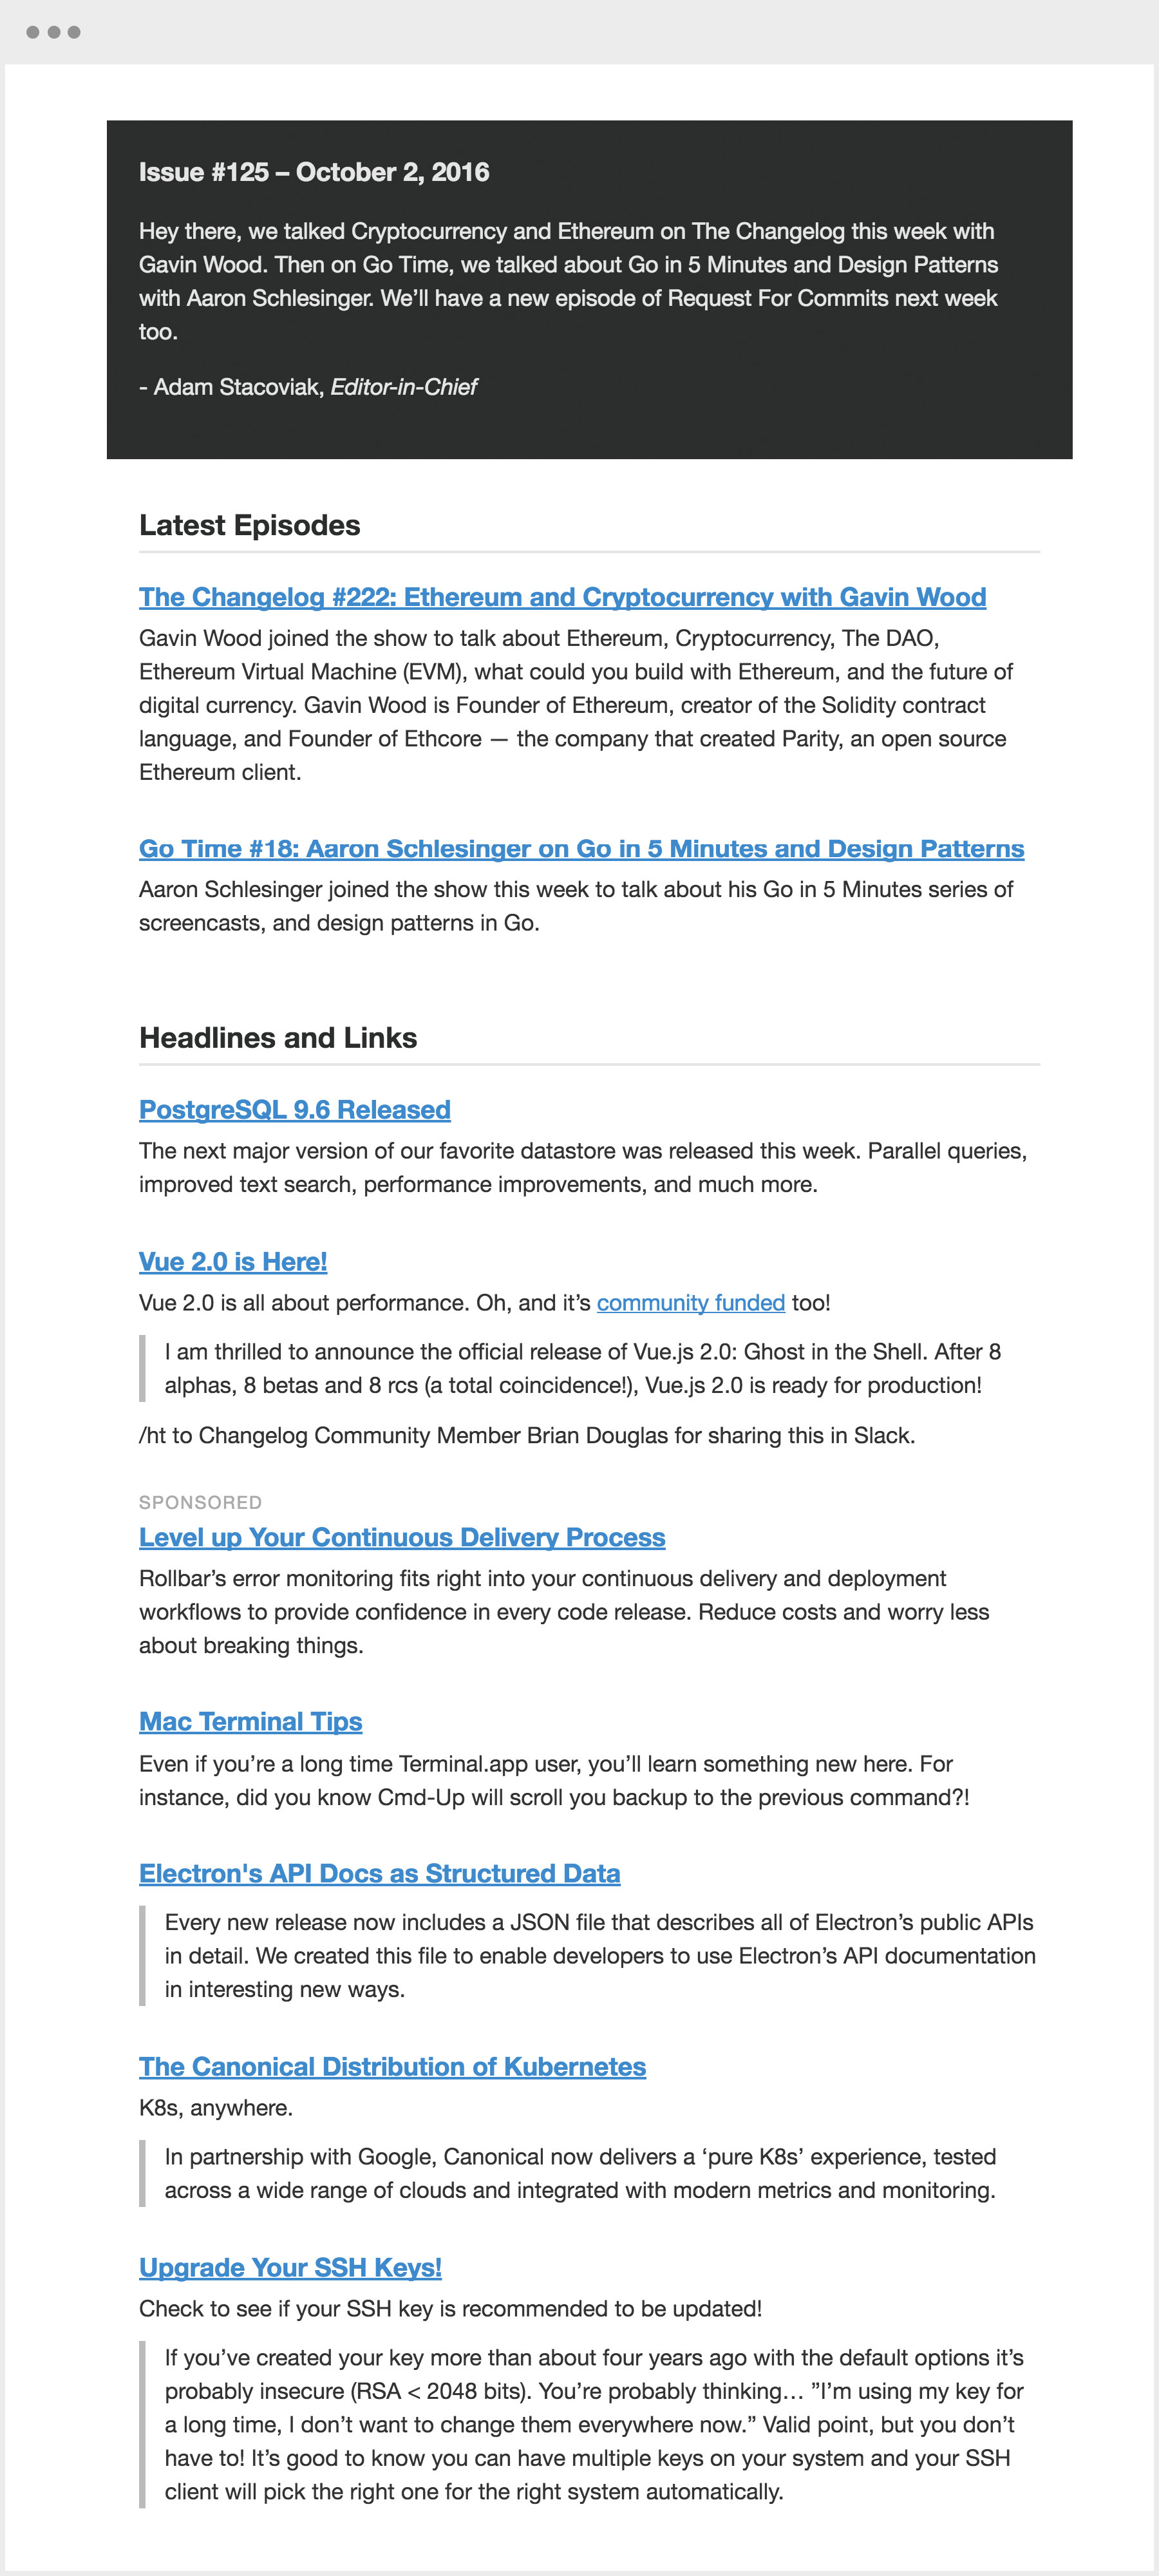 Issue #125 – October 2, 2016
Hey there, we talked Cryptocurrency and Ethereum on The Changelog this week with
Gavin Wood. Then on Go Time, we talked about Go in 5 Minutes and Design Patterns
with Aaron Schlesinger. We’ll have a new episode of Request For Commits next week
too.
- Adam Stacoviak, Editor-in-Chief
Latest Episodes
The Changelog #222: Ethereum and Cryptocurrency with Gavin Wood
Gavin Wood joined the show to talk about Ethereum, Cryptocurrency, The DAO,
Ethereum Virtual Machine (EVM), what could you build with Ethereum, and the future of
digital currency. Gavin Wood is Founder of Ethereum, creator of the Solidity contract
language, and Founder of Ethcore — the company that created Parity, an open source
Ethereum client.
Go Time #18: Aaron Schlesinger on Go in 5 Minutes and Design Patterns
Aaron Schlesinger joined the show this week to talk about his Go in 5 Minutes series of
screencasts, and design patterns in Go.
Headlines and Links
PostgreSQL 9.6 Released
The next major version of our favorite datastore was released this week. Parallel queries,
improved text search, performance improvements, and much more.
Vue 2.0 is Here!
Vue 2.0 is all about performance. Oh, and it’s community funded too!
I am thrilled to announce the official release of Vue.js 2.0: Ghost in the Shell. After 8
alphas, 8 betas and 8 rcs (a total coincidence!), Vue.js 2.0 is ready for production!
/ht to Changelog Community Member Brian Douglas for sharing this in Slack.
SPONSORED
Level up Your Continuous Delivery Process
Rollbar’s error monitoring fits right into your continuous delivery and deployment
workflows to provide confidence in every code release. Reduce costs and worry less
about breaking things.
Mac Terminal Tips
Even if you’re a long time Terminal.app user, you’ll learn something new here. For
instance, did you know Cmd-Up will scroll you backup to the previous command?!
Electron's API Docs as Structured Data
Every new release now includes a JSON file that describes all of Electron’s public APIs
in detail. We created this file to enable developers to use Electron’s API documentation
in interesting new ways.
The Canonical Distribution of Kubernetes
K8s, anywhere.
In partnership with Google, Canonical now delivers a ‘pure K8s’ experience, tested
across a wide range of clouds and integrated with modern metrics and monitoring.
Upgrade Your SSH Keys!
Check to see if your SSH key is recommended to be updated!
If you’ve created your key more than about four years ago with the default options it’s
probably insecure (RSA < 2048 bits). You’re probably thinking… ”I’m using my key for
a long time, I don’t want to change them everywhere now.” Valid point, but you don’t
have to! It’s good to know you can have multiple keys on your system and your SSH
client will pick the right one for the right system automatically.